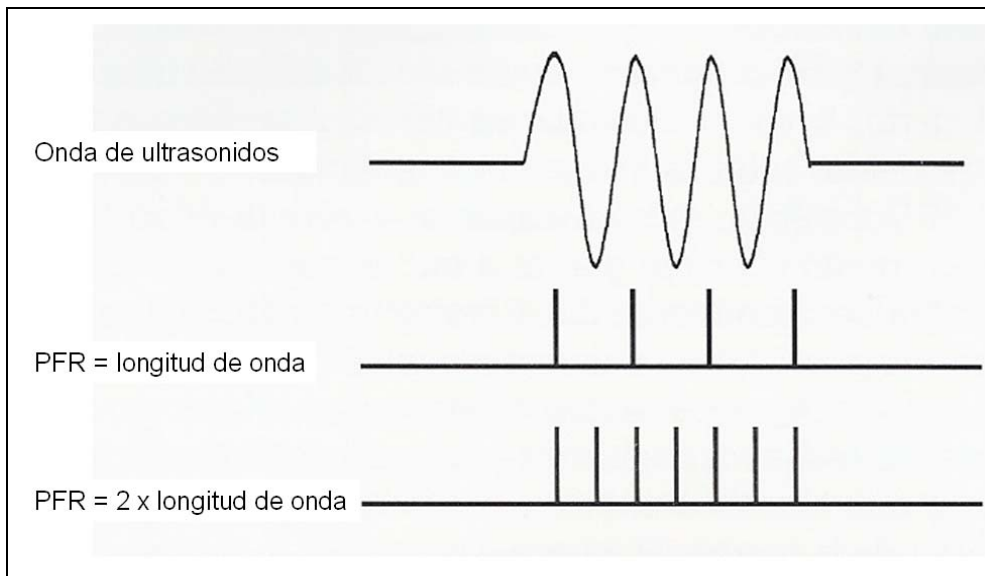 Onda de ultrasonidos
PFR = longitud de onda
PFR = 2 x longitud de onda